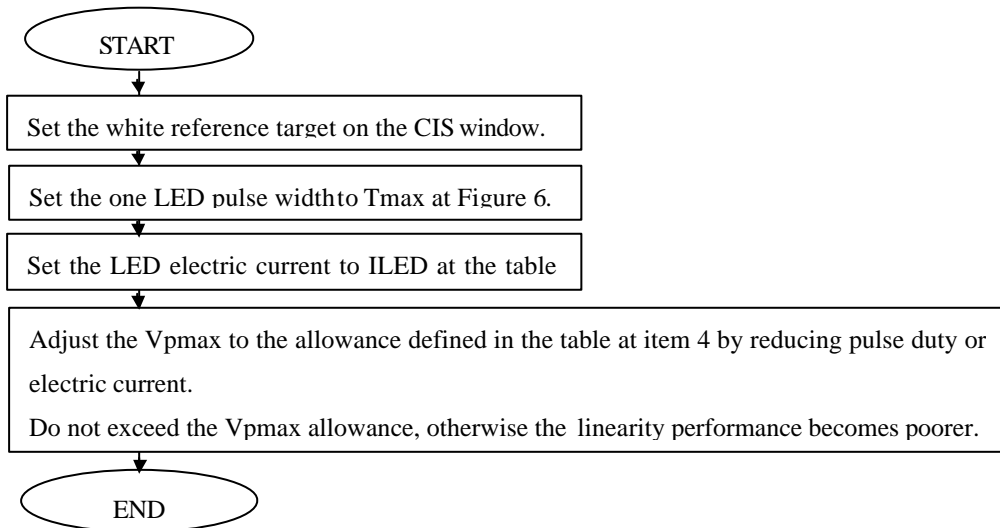 START
Set the white reference target on the CIS window.
Set the one LED pulse widthto Tmax at Figure 6.
Set the LED electric current to ILED at the table
Adjust the Vpmax to the allowance defined in the table at item 4 by reducing pulse duty or
electric current.
Do not exceed the Vpmax allowance, otherwise the linearity performance becomes poorer.
END